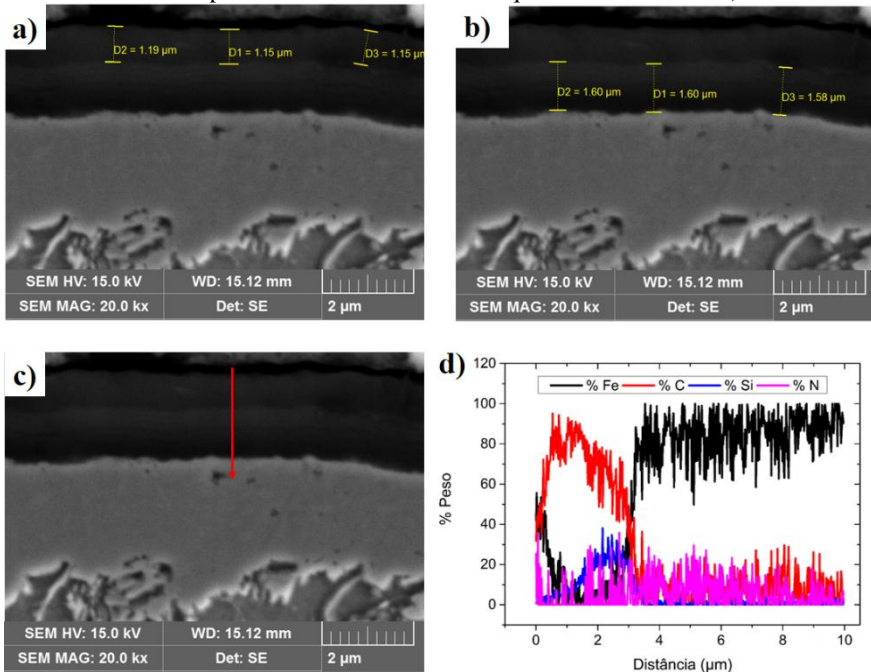 a)
D2 = 1.19 µm
D1 = 1.15 µm
D3 = 1.15 µm
SEM HV: 15.0 kV
WD: 15.12 mm
SEM MAG: 20.0 kx
Det: SE
2 µm
b)
D2 = 1.60 µm
D1 = 1.60 µm
D3 = 1.58 µm
SEM HV: 15.0 kV
WD: 15.12 mm
SEM MAG: 20.0 kx
Det: SE
2 µm
c)
SEM HV: 15.0 kV
WD: 15.12 mm
SEM MAG: 20.0 kx
Det: SE
2 µm
d)
% Fe % C % Si % N
% Peso
120
100
80
60
40
20
0
0 2 4 6 8 10
Distância (µm)